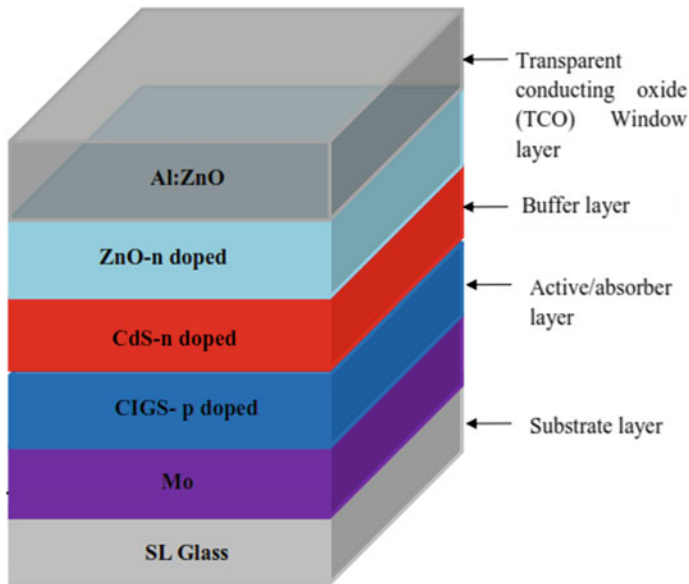 Transparent
conducting oxide
(TCO) Window
layer
Al:ZnO
Buffer layer
ZnO-n doped
Active/absorber
layer
CdS-n doped
CIGS- p doped
Substrate layer
Mo
SL Glass